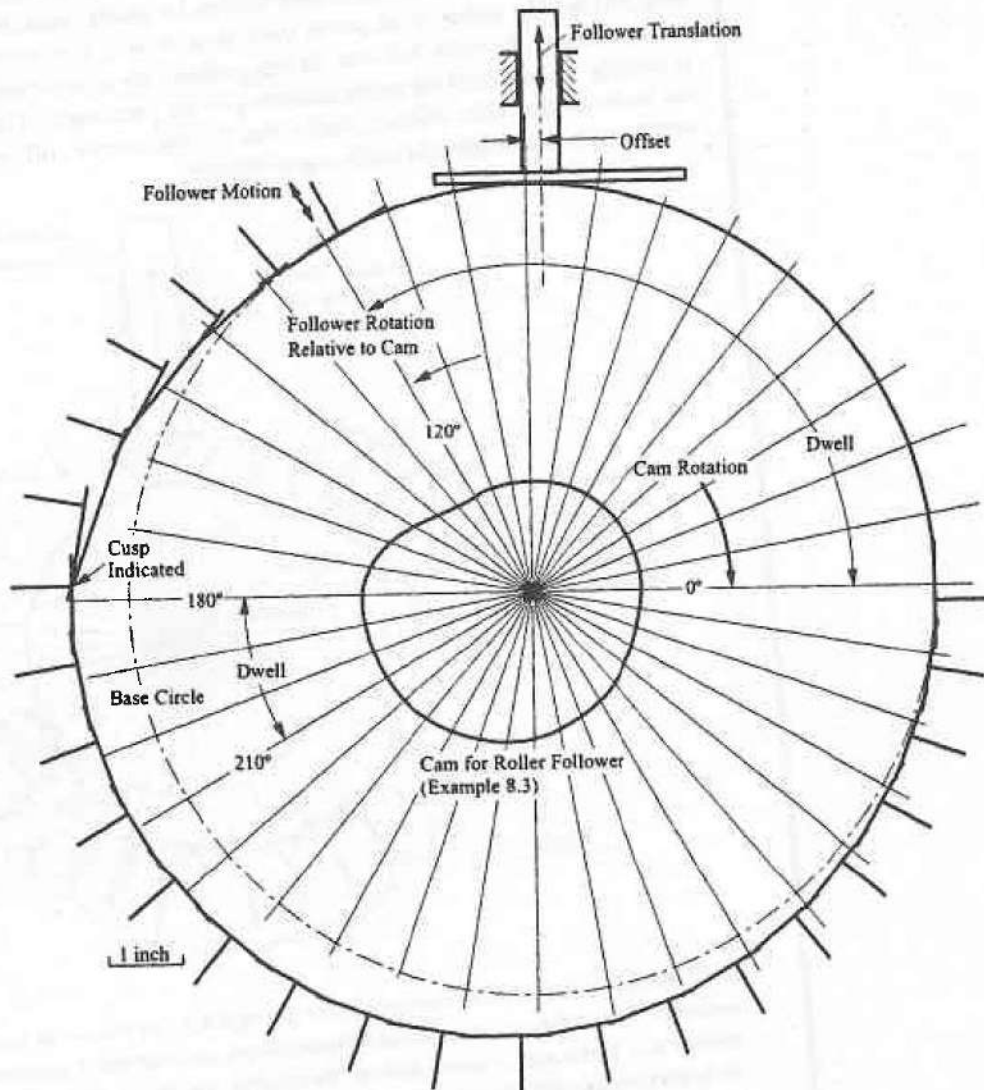 Follower Translation
Offset
Follower Motion
Follower Rotation
Relative to Cam
120°
Cam Rotation
Dwell
Cusp
Indicated
180°
0°
Dwell
Base Circle
210°
Cam for Roller Follower
(Example 8.3)
1 inch